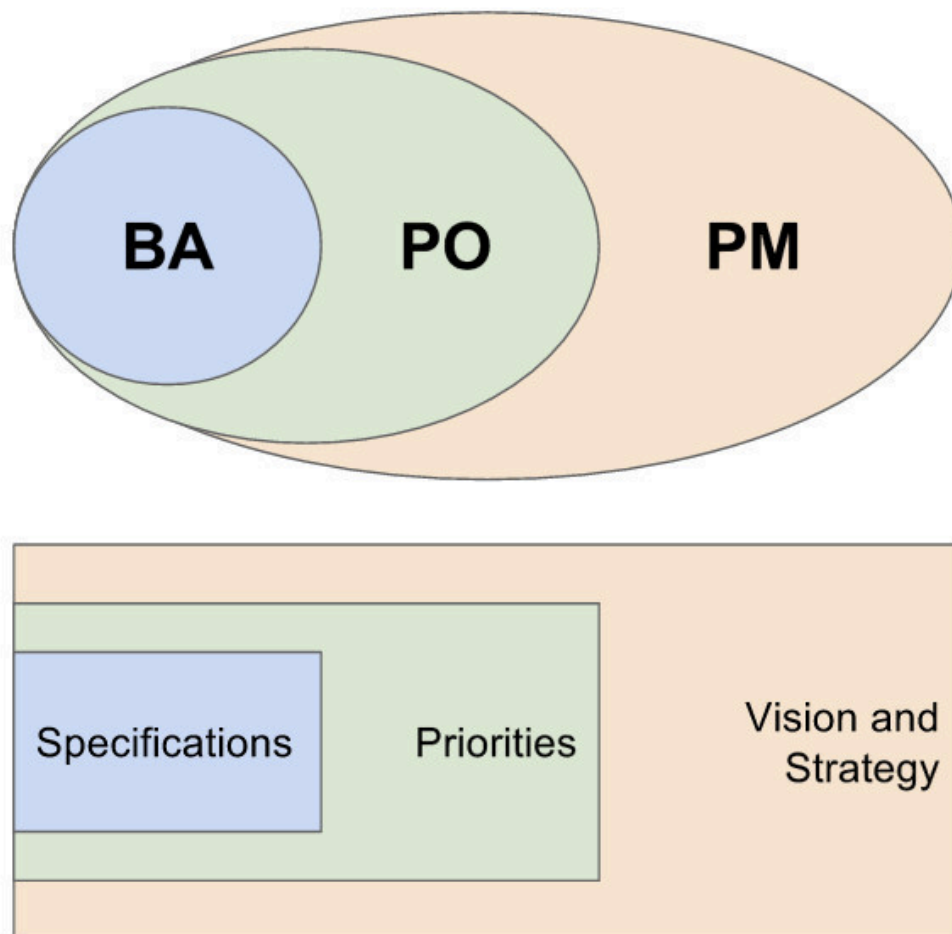 BA
PO
PM
Specifications
Priorities
Vision and
Strategy